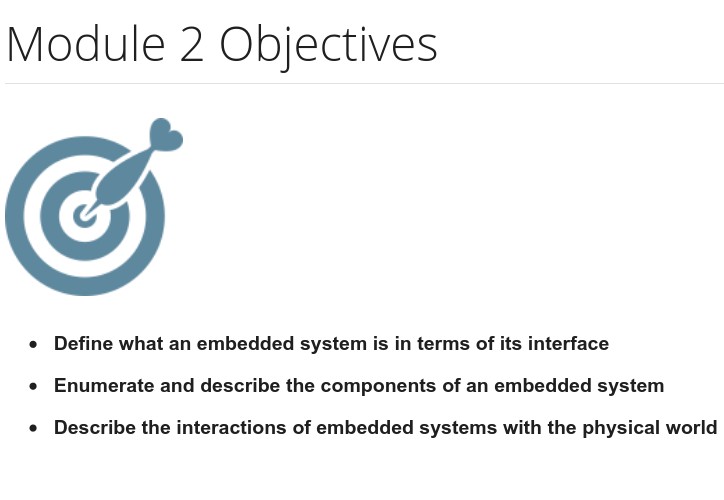 Module 2 Objectives
• Define what an embedded system is in terms of its interface
• Enumerate and describe the components of an embedded system
• Describe the interactions of embedded systems with the physical world